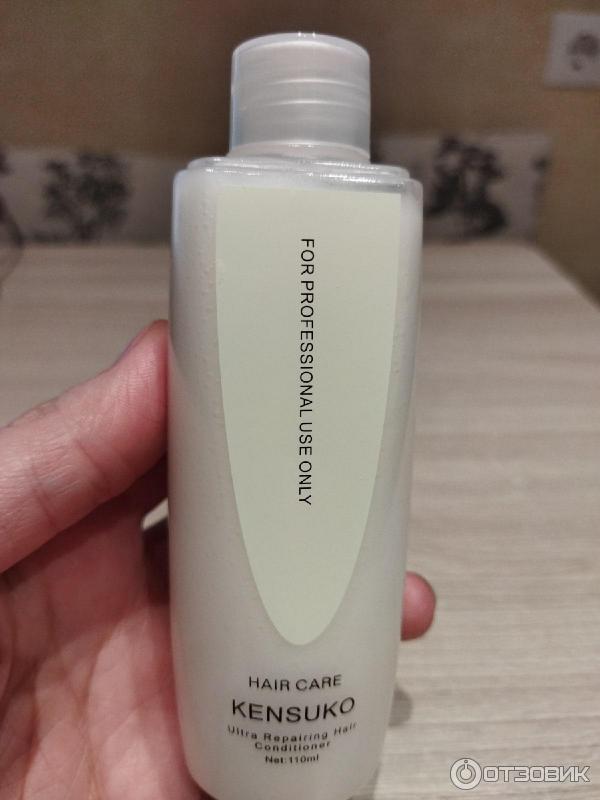 FOR PROFESSIONAL USE ONLY
HAIR CARE
KENSUKO
Ultra Repairing Hair
Conditioner
Net:110ml
ОТЗОВИК